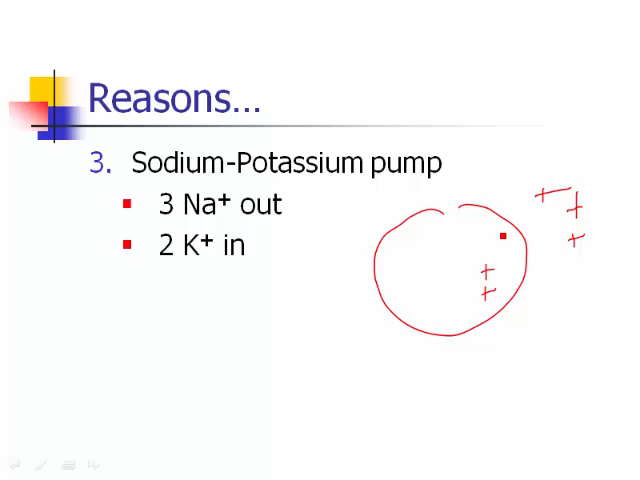 Reasons…
3. Sodium-Potassium pump
3 Na⁺ out
2 K⁺ in
+ +
+
+
+